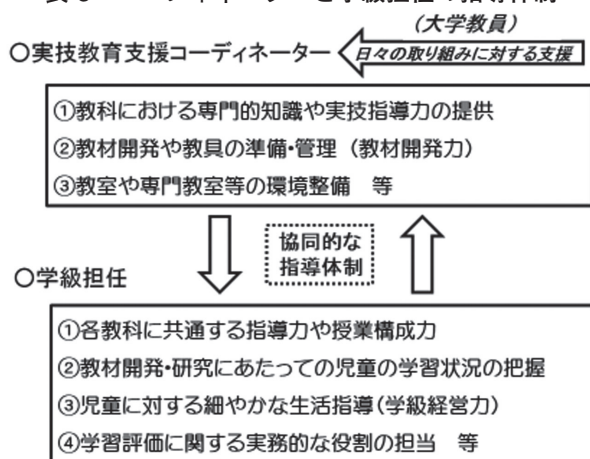 (大学教員)
○実技教育支援コーディネーター
日々の取り組みに対する支援
①教科における専門的知識や実技指導力の提供
②教材開発や教具の準備・管理（教材開発力）
③教室や専門教室等の環境整備　等
協同的な
指導体制
○学級担任
①各教科に共通する指導力や授業構成力
②教材開発・研究にあたっての児童の学習状況の把握
③児童に対する細やかな生活指導(学級経営力)
④学習評価に関する実務的な役割の担当　等